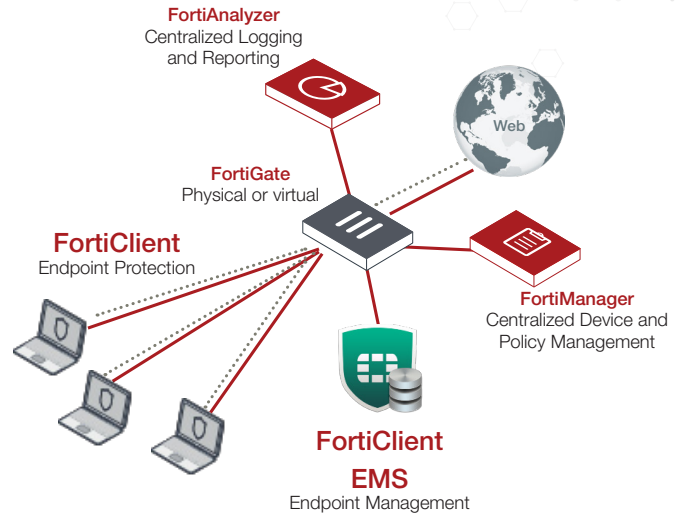 FortiAnalyzer
Centralized Logging
and Reporting
Web
FortiGate
Physical or virtual
FortiClient
Endpoint Protection
FortiManager
Centralized Device and
Policy Management
FortiClient
EMS
Endpoint Management